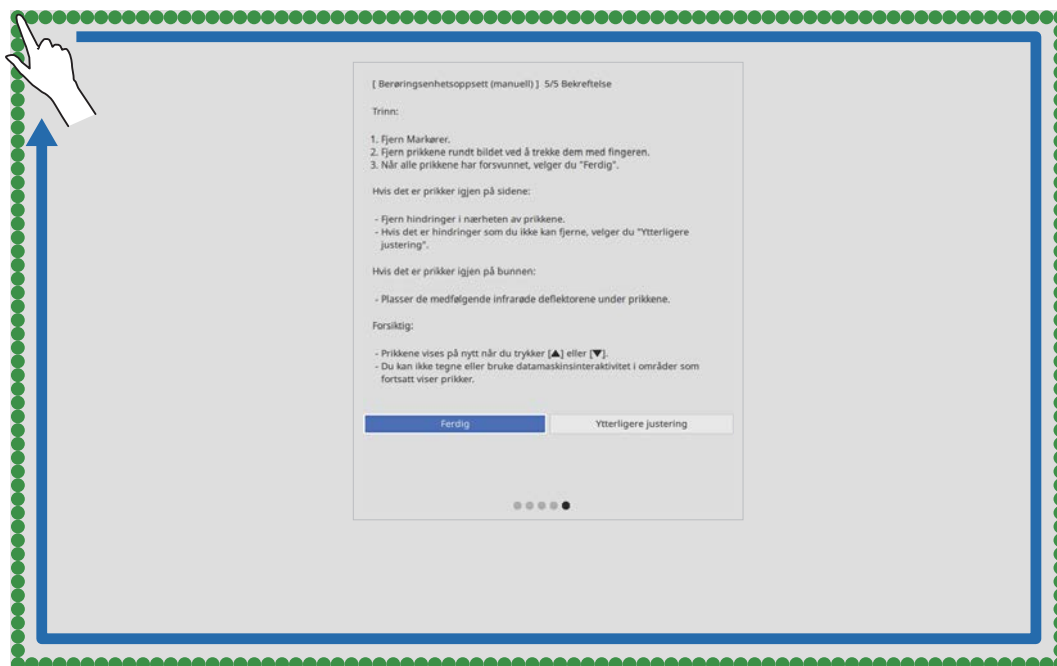 [ Berøringsenhetsoppsett (manuell) ] 5/5 Bekreftelse
Trinn:
1. Fjern Markører.
2. Fjern prikkene rundt bildet ved å trekke dem med fingeren.
3. Når alle prikkene har forsvunnet, velger du "Ferdig".
Hvis det er prikker igjen på sidene:
- Fjern hindringer i nærheten av prikkene.
- Hvis det er hindringer som du ikke kan fjerne, velger du "Ytterligere
justering".
Hvis det er prikker igjen på bunnen:
- Plasser de medfølgende infrarøde deflektorene under prikkene.
Forsiktig:
- Prikkene vises på nytt når du trykker [▲] eller [▼].
- Du kan ikke tegne eller bruke datamaskinsinteraktivitet i områder som
fortsatt viser prikker.
Ferdig
Ytterligere justering